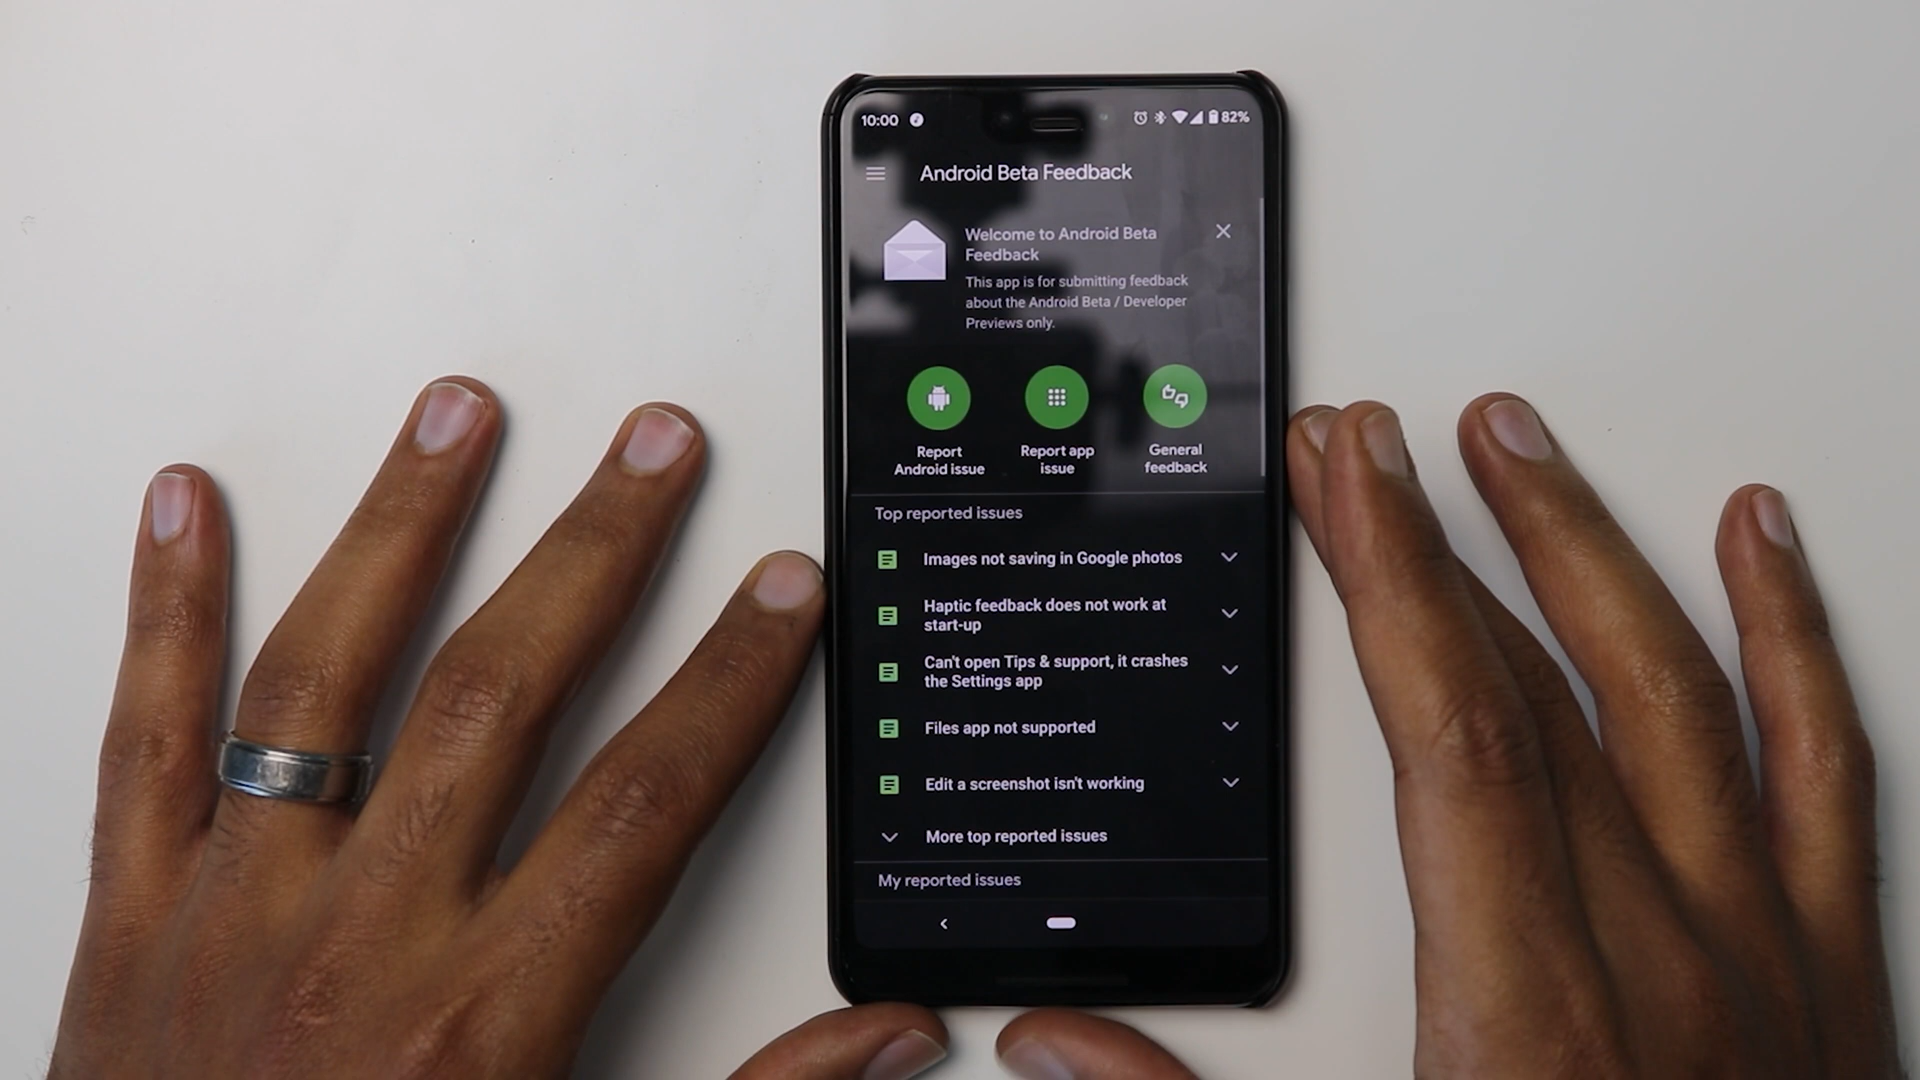 10:00
82%
Android Beta Feedback
Welcome to Android Beta
Feedback
This app is for submitting feedback
about the Android Beta / Developer
Previews only.
Report
Android issue
Report app
issue
General
feedback
Top reported issues
Images not saving in Google photos
Haptic feedback does not work at
start-up
Can't open Tips & support, it crashes
the Settings app
Files app not supported
Edit a screenshot isn't working
More top reported issues
My reported issues